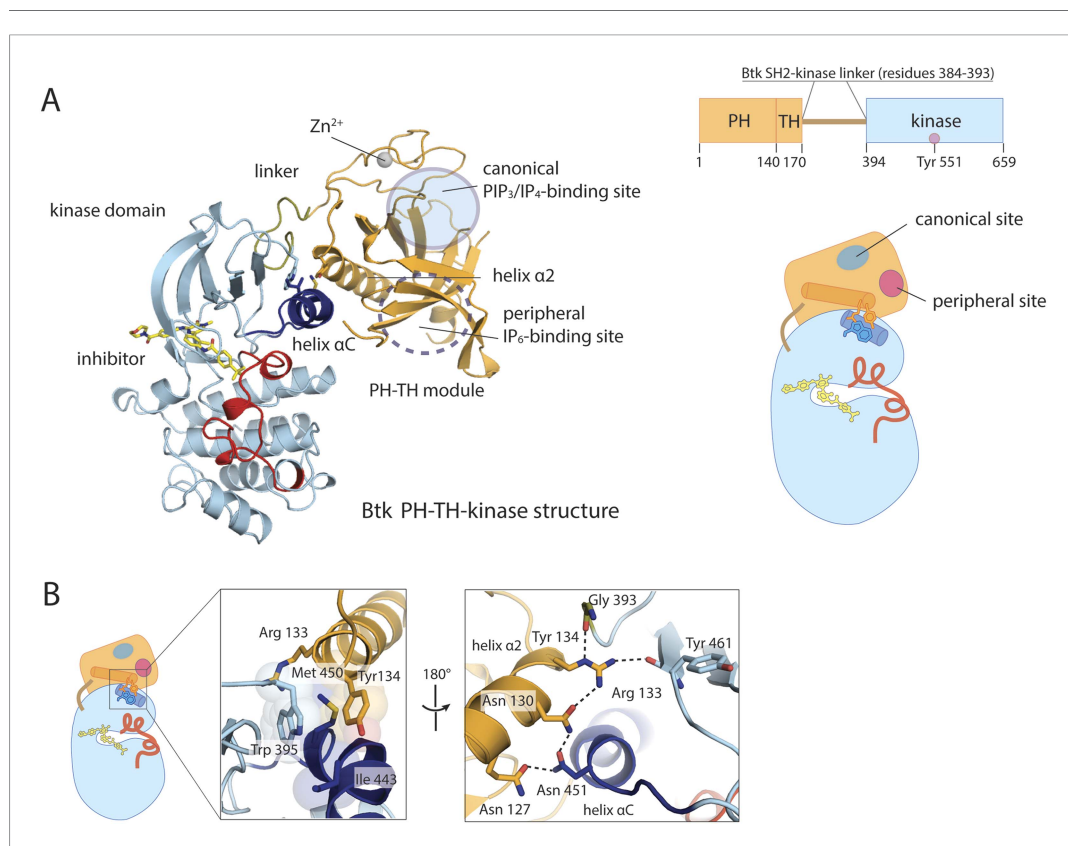 A
Zn²⁺
linker
canonical
PIP₃/IP₄-binding site
kinase domain
helix α2
peripheral
IP₆-binding site
helix αC
inhibitor
PH-TH module
Btk PH-TH-kinase structure
Btk SH2-kinase linker (residues 384-393)
PH
TH
kinase
1
140
170
394
Tyr 551
659
canonical site
peripheral site
B
Arg 133
Met 450
Tyr134
Trp 395
Ile 443
180°
Gly 393
helix α2
Tyr 134
Tyr 461
Asn 130
Arg 133
Asn 127
Asn 451
helix αC